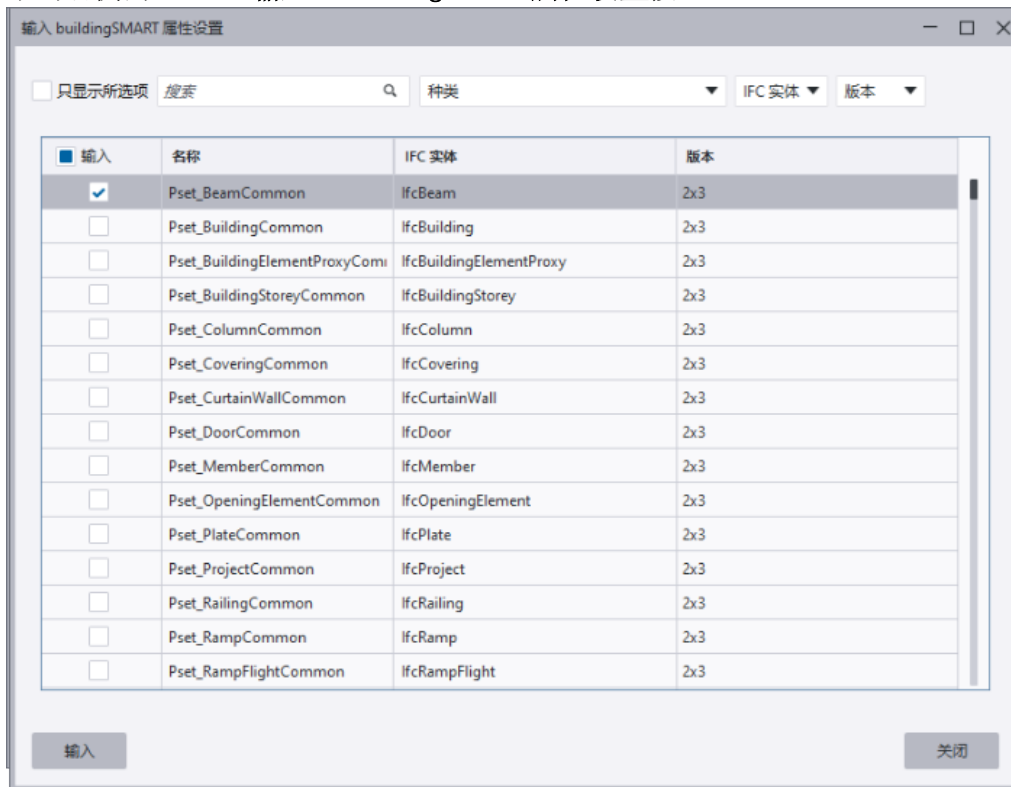 输入 buildingSMART 属性设置
只显示所选项 搜索 种类 IFC 实体 版本
输入 名称 IFC 实体 版本
Pset_BeamCommon IfcBeam 2x3
Pset_BuildingCommon IfcBuilding 2x3
Pset_BuildingElementProxyComm IfcBuildingElementProxy 2x3
Pset_BuildingStoreyCommon IfcBuildingStorey 2x3
Pset_ColumnCommon IfcColumn 2x3
Pset_CoveringCommon IfcCovering 2x3
Pset_CurtainWallCommon IfcCurtainWall 2x3
Pset_DoorCommon IfcDoor 2x3
Pset_MemberCommon IfcMember 2x3
Pset_OpeningElementCommon IfcOpeningElement 2x3
Pset_PlateCommon IfcPlate 2x3
Pset_ProjectCommon IfcProject 2x3
Pset_RailingCommon IfcRailing 2x3
Pset_RampCommon IfcRamp 2x3
Pset_RampFlightCommon IfcRampFlight 2x3
输入 关闭